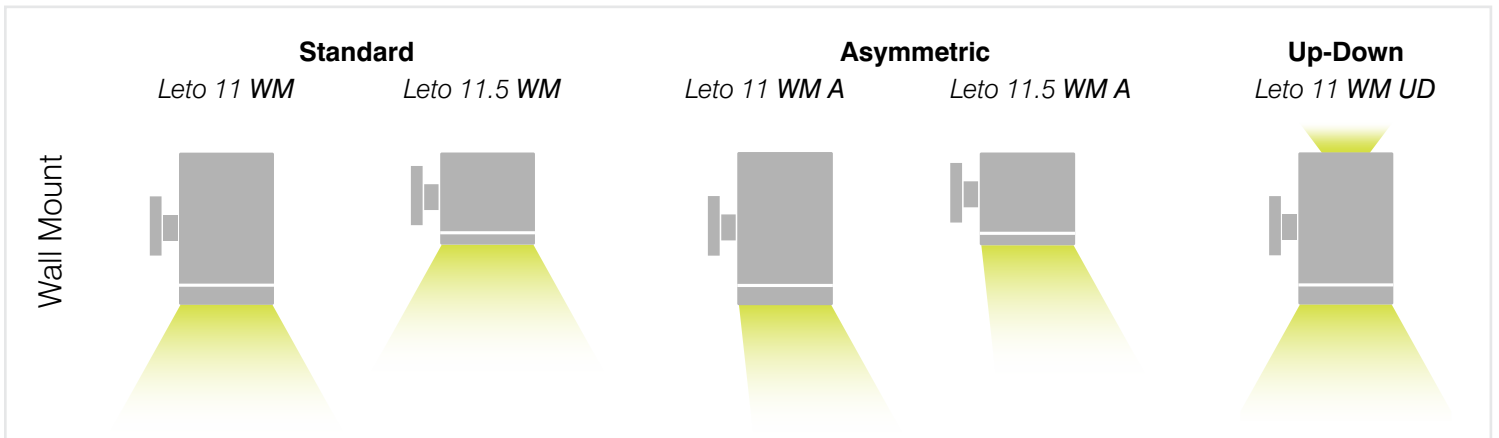 Standard
Asymmetric
Up-Down
Leto 11 WM
Leto 11.5 WM
Leto 11 WM A
Leto 11.5 WM A
Leto 11 WM UD
Wall Mount